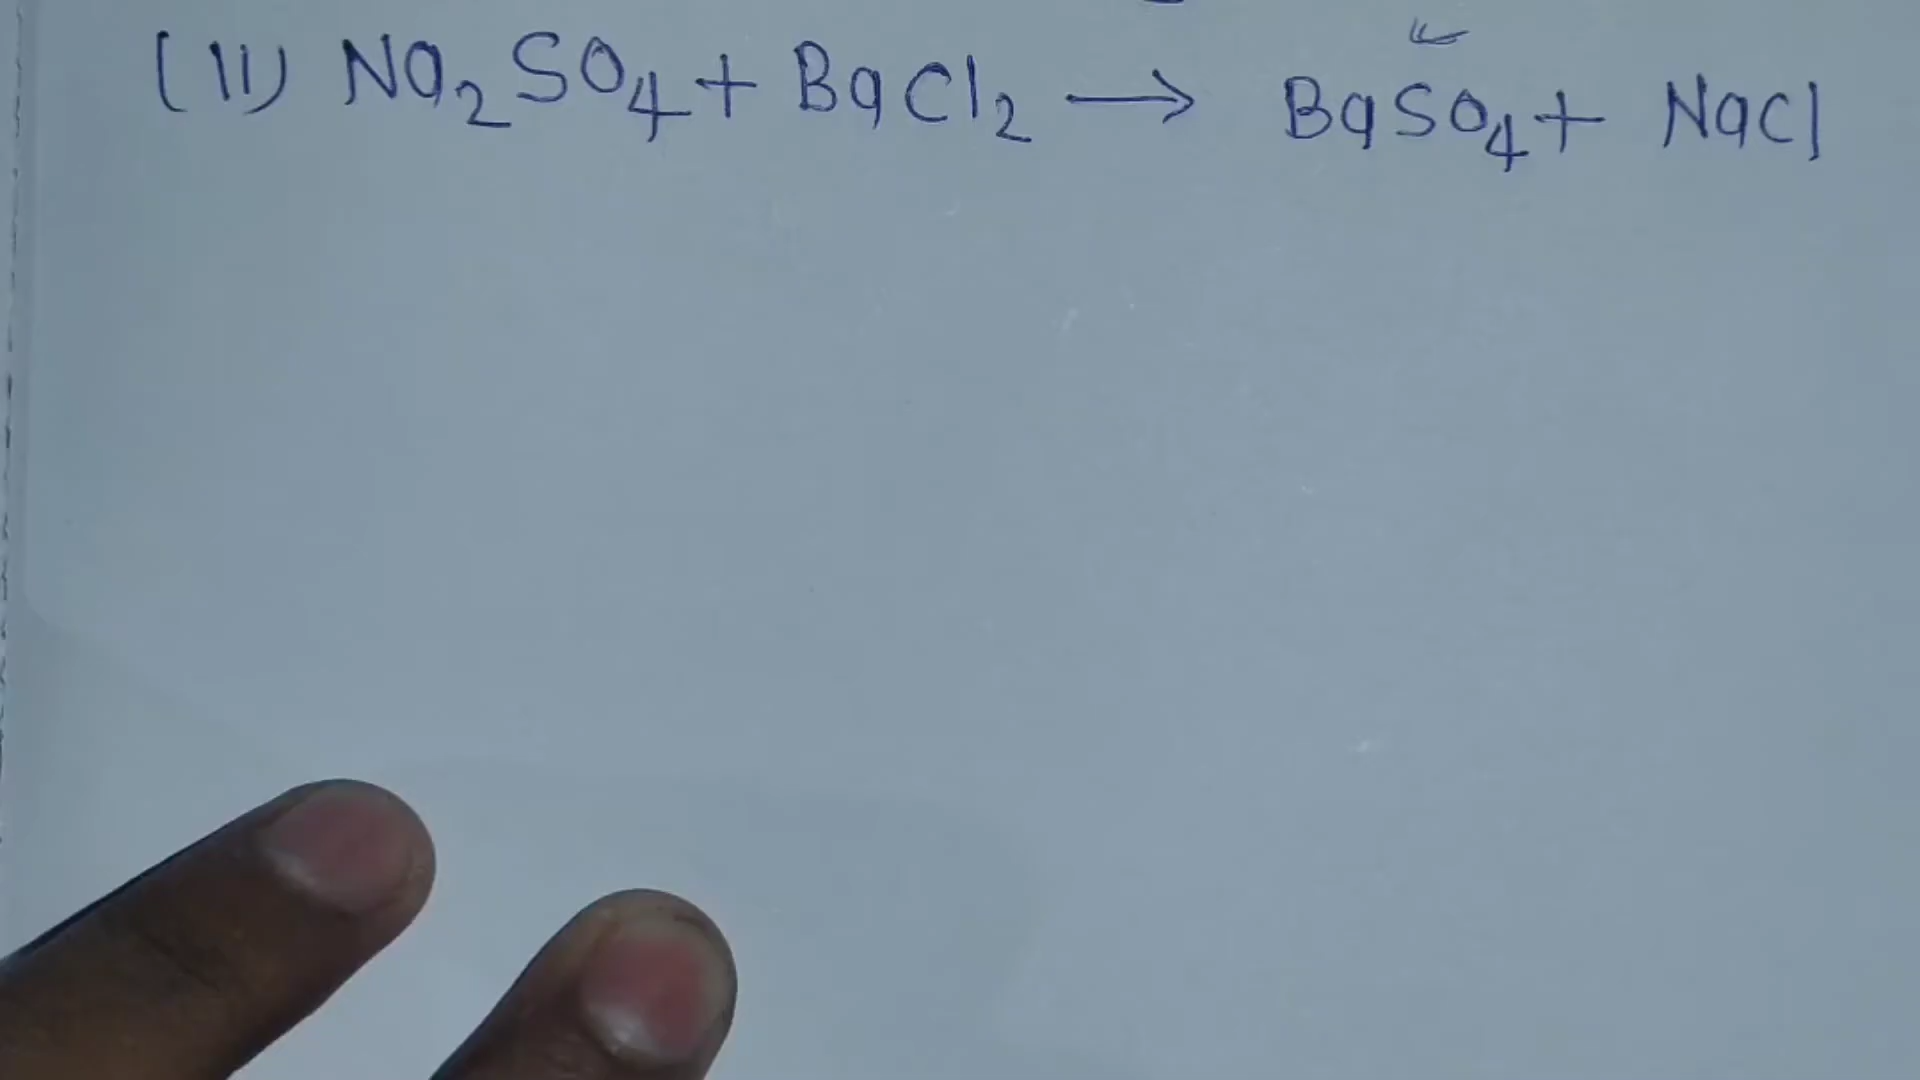 (II) Na₂SO₄ + BaCl₂ → BaSO₄ + NaCl